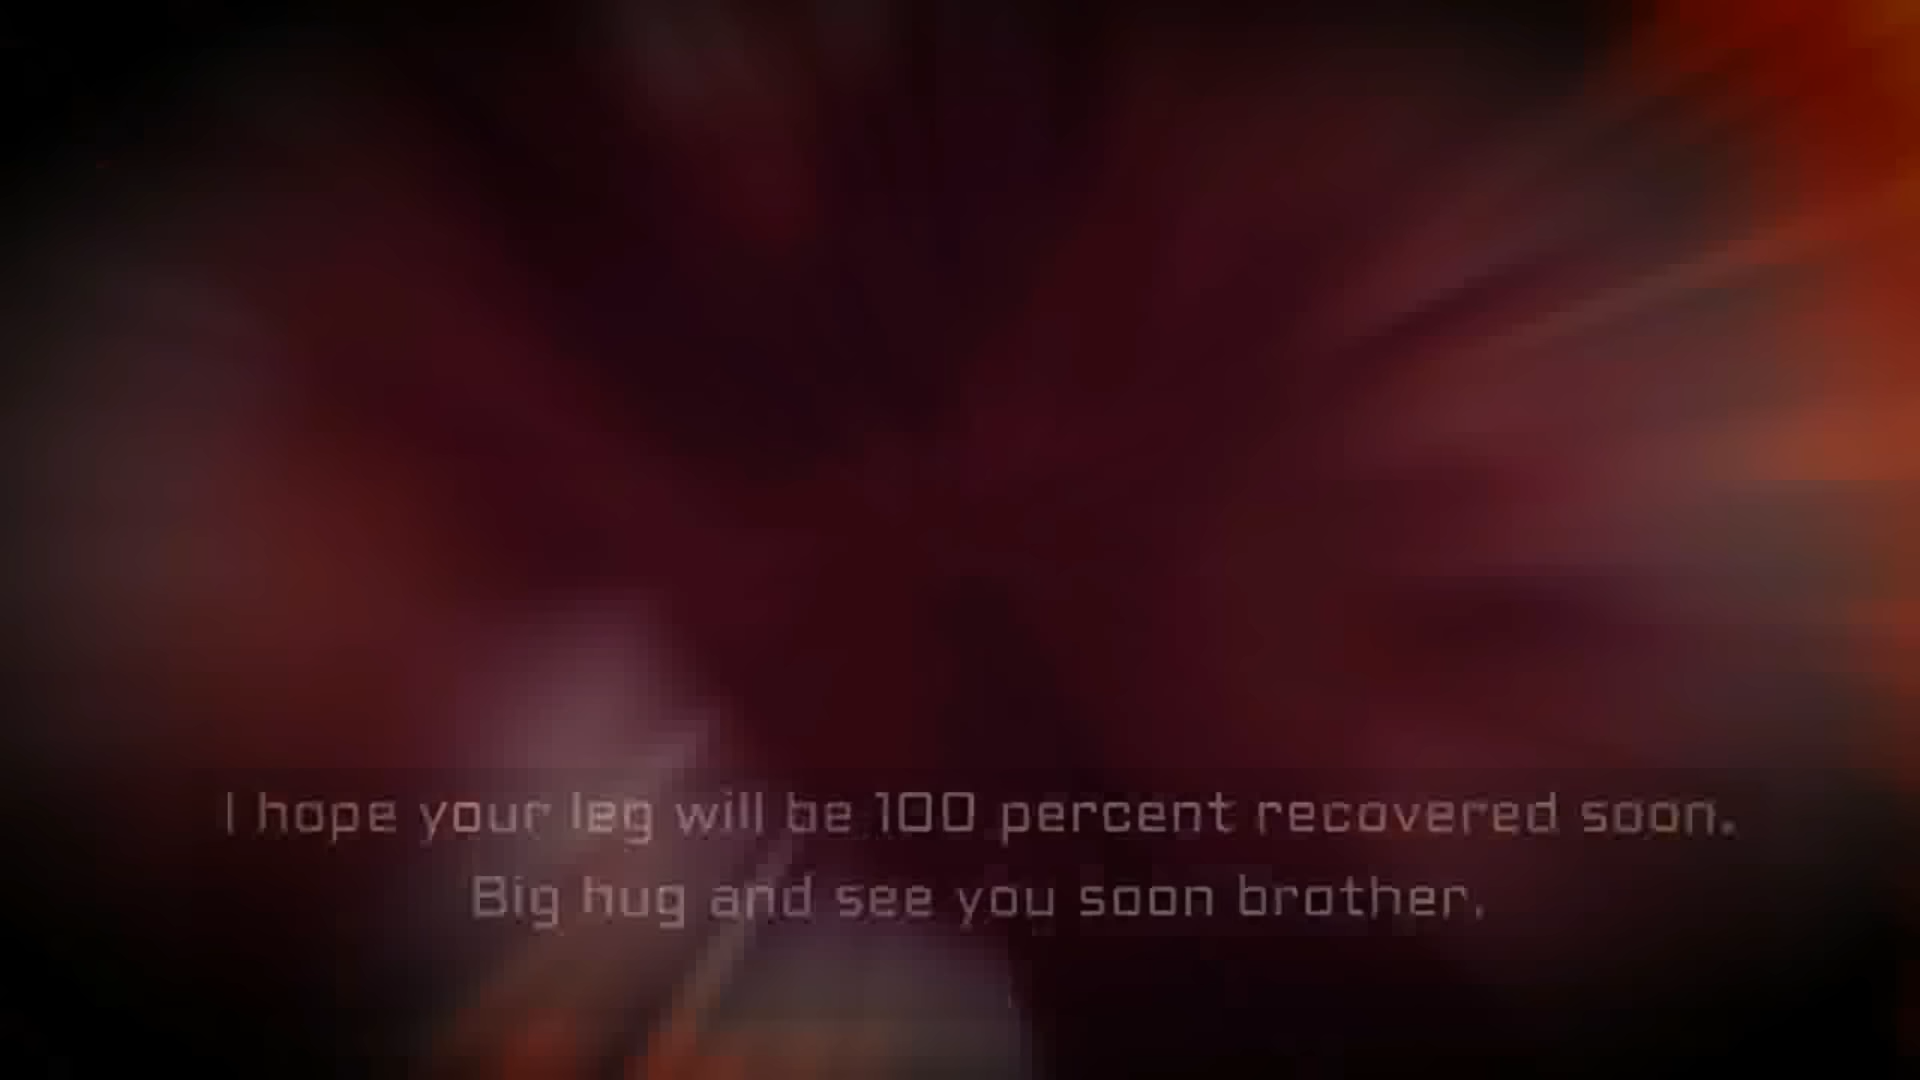 I hope your leg will be 100 percent recovered soon.
Big hug and see you soon brother.